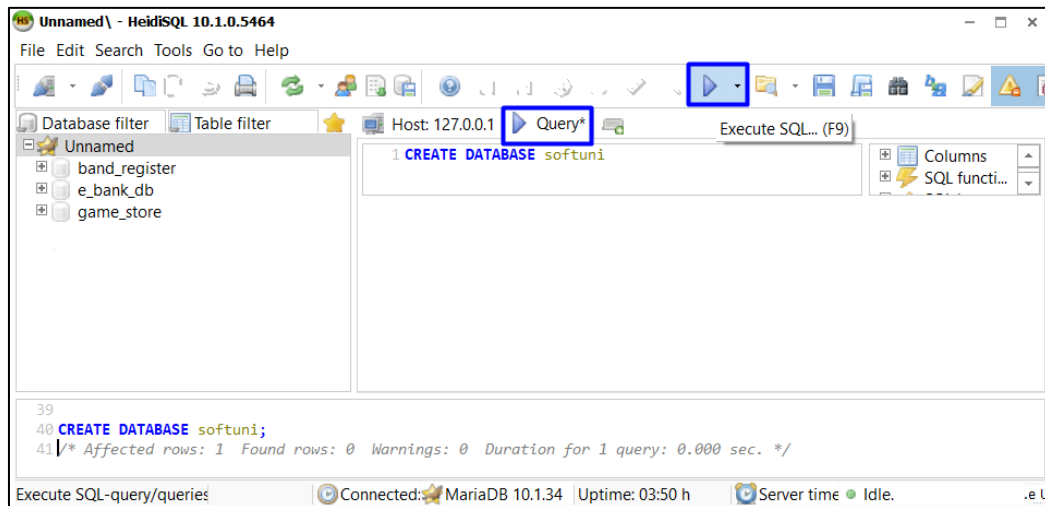 HS Unnamed\ - HeidiSQL 10.1.0.5464
File Edit Search Tools Go to Help
Database filter Table filter
Host: 127.0.0.1 Query*
Execute SQL... (F9)
Unnamed
band_register
e_bank_db
game_store
1 CREATE DATABASE softuni
Columns
SQL functi...
39
40 CREATE DATABASE softuni;
41 /* Affected rows: 1 Found rows: 0 Warnings: 0 Duration for 1 query: 0.000 sec. */
Execute SQL-query/queries Connected: MariaDB 10.1.34 Uptime: 03:50 h Server time Idle.